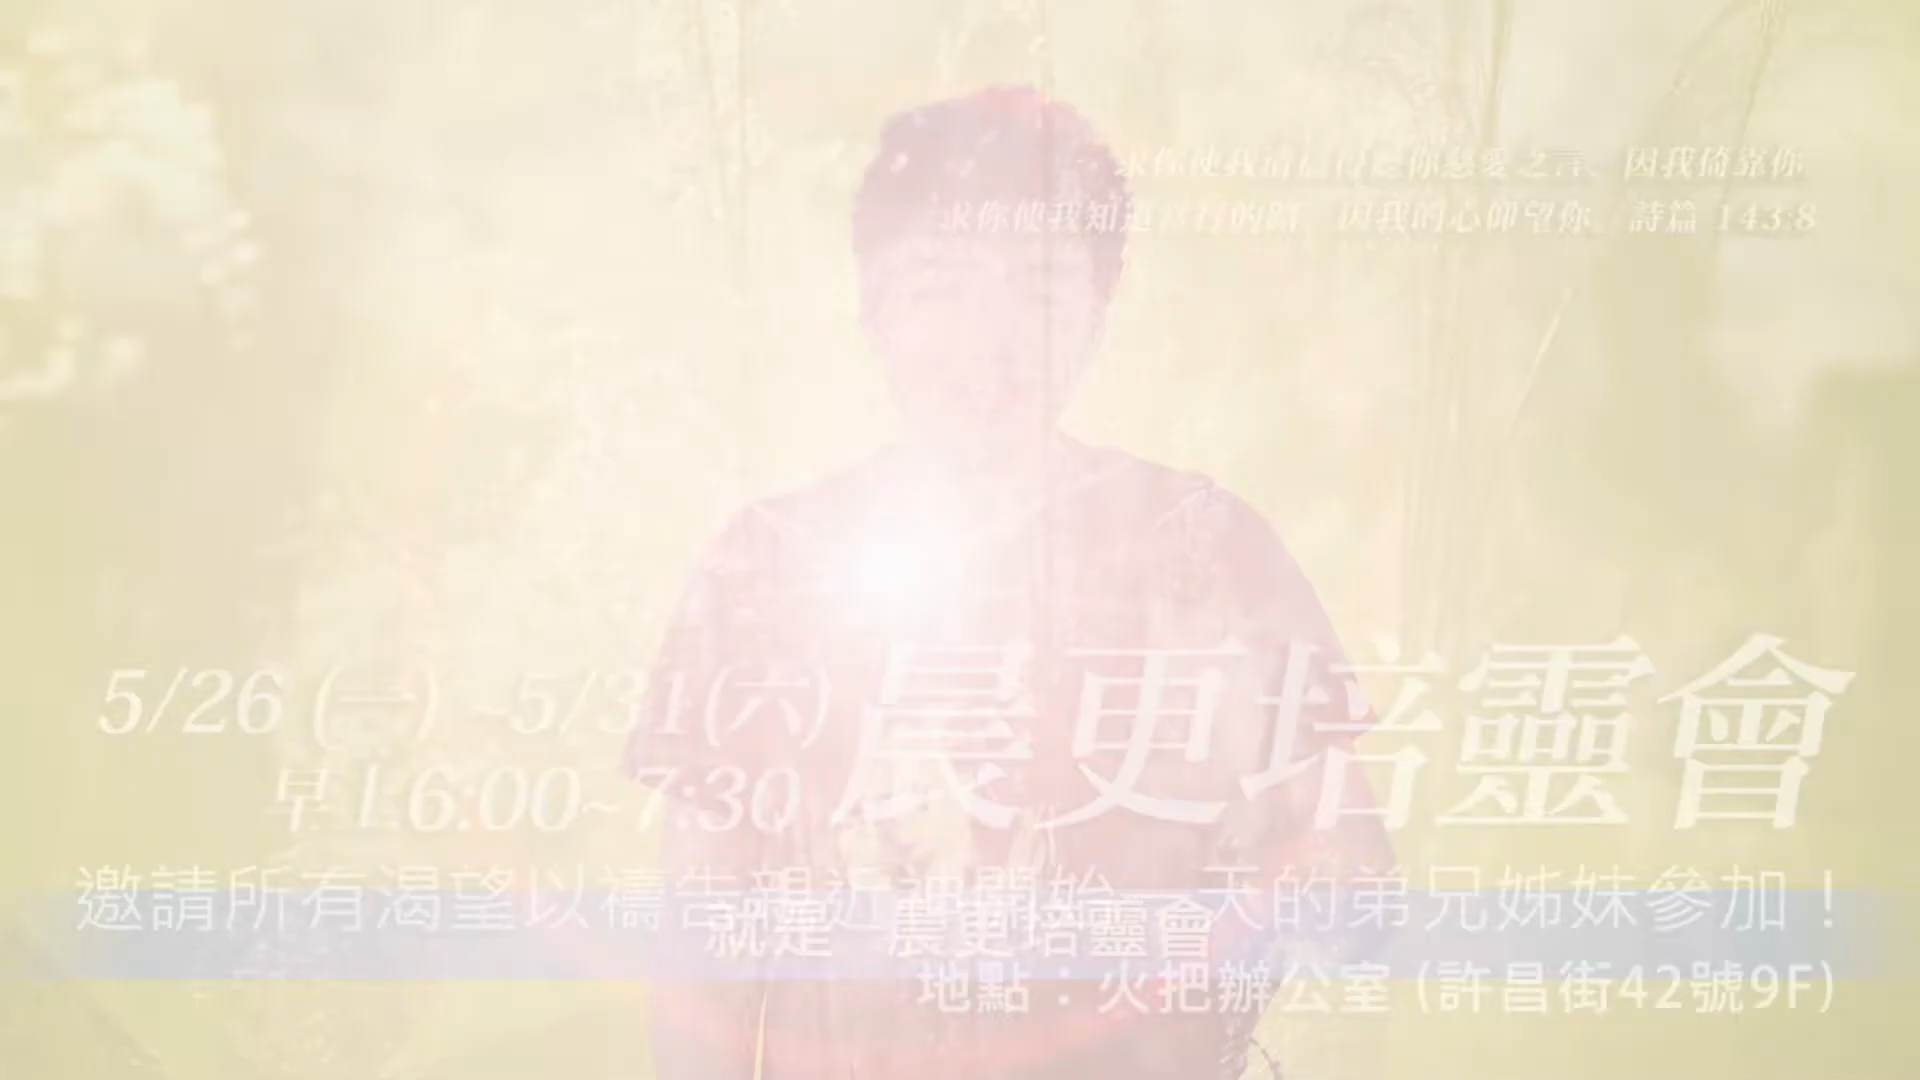 求你使我清晨得聽你慈愛之言、因我倚靠你
求你使我知道當行的路、因我的心仰望你 詩篇 143:8
晨更培靈會
5/26 (一) ~5/31(六)
早上6:00~7:30
邀請所有渴望以禱告親近神開始一天的弟兄姊妹參加！
就是 晨更培靈會
地點：火把辦公室 (許昌街42號9F)